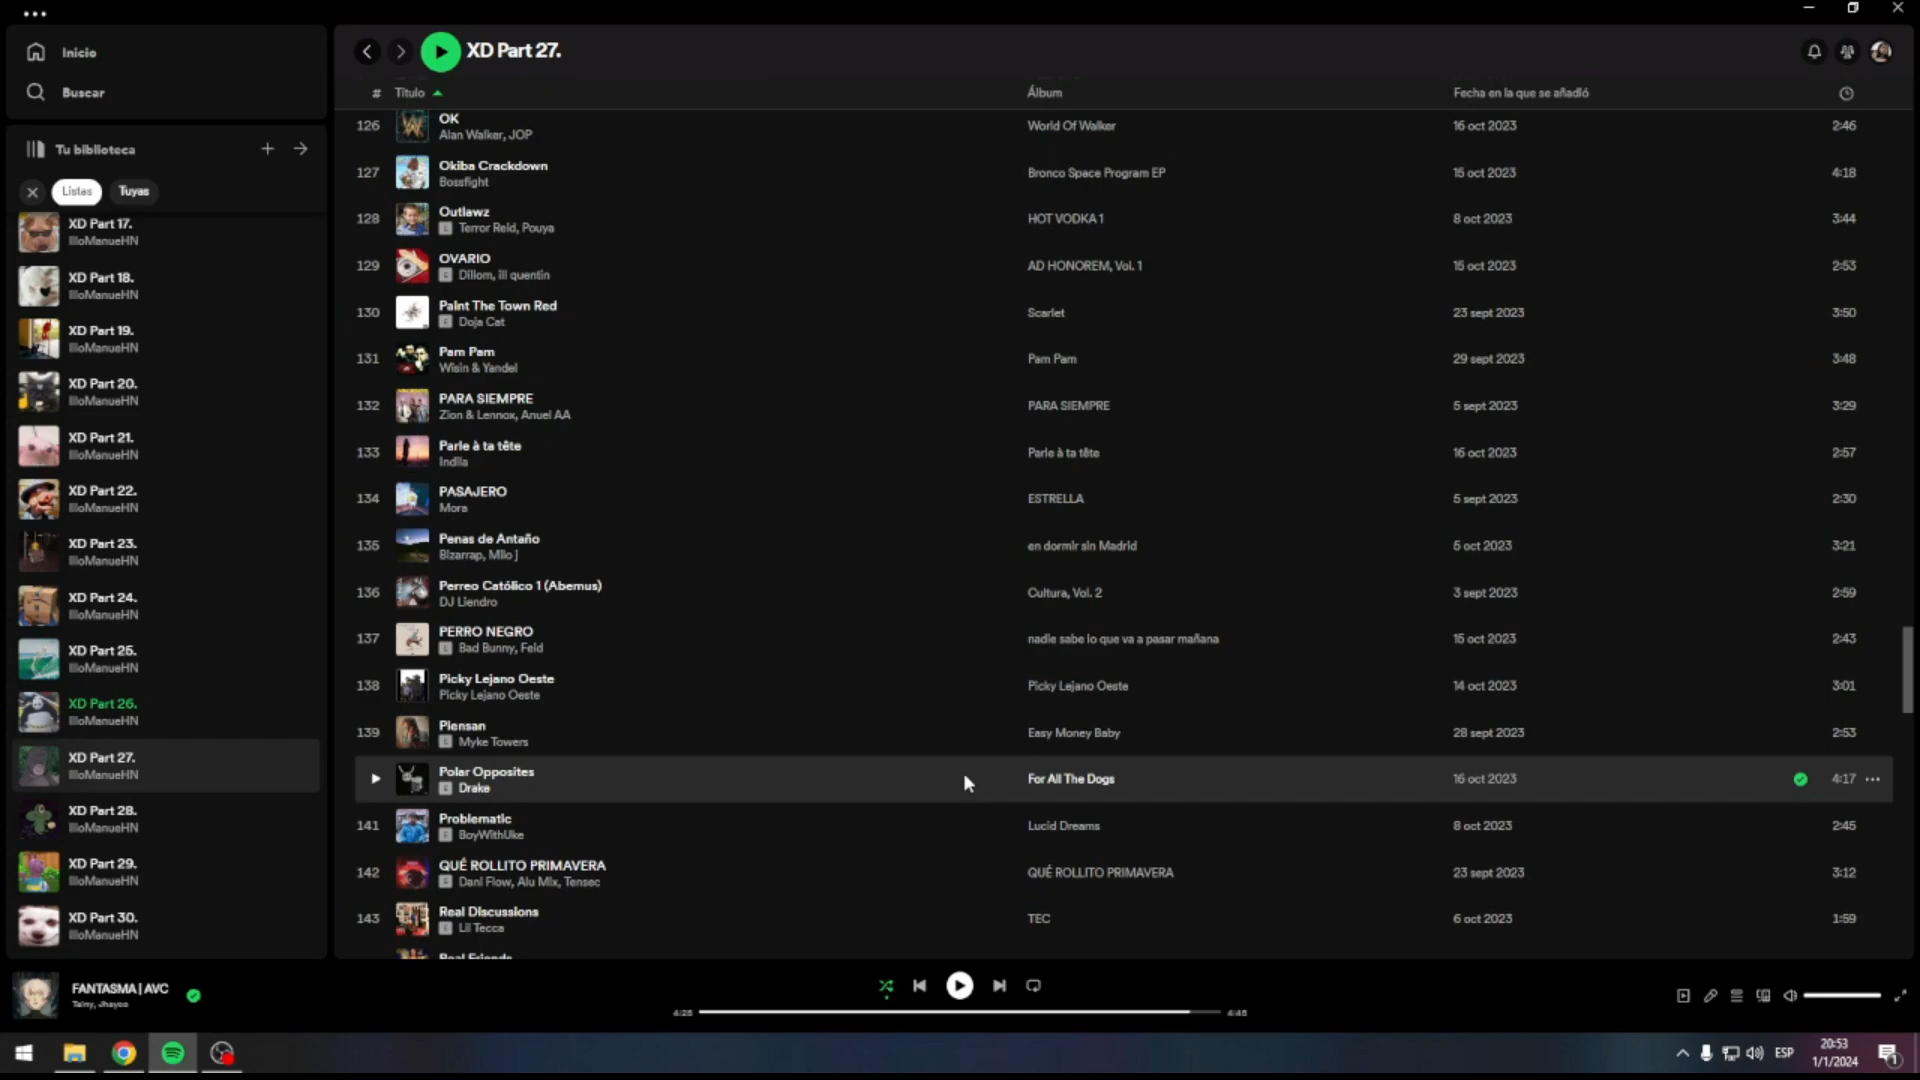 Inicio
Buscar
Tu biblioteca
Listas
Tuyas
XD Part 17.
IlloManueHN
XD Part 18.
IlloManueHN
XD Part 19.
IlloManueHN
XD Part 20.
IlloManueHN
XD Part 21.
IlloManueHN
XD Part 22.
IlloManueHN
XD Part 23.
IlloManueHN
XD Part 24.
IlloManueHN
XD Part 25.
IlloManueHN
XD Part 26.
IlloManueHN
XD Part 27.
IlloManueHN
XD Part 28.
IlloManueHN
XD Part 29.
IlloManueHN
XD Part 30.
IlloManueHN
XD Part 27.
# Título Álbum Fecha en la que se añadió
126 OK World Of Walker 16 oct 2023 2:46
Alan Walker, JOP
127 Okiba Crackdown Bronco Space Program EP 15 oct 2023 4:18
Bossfight
128 Outlawz HOT VODKA 1 8 oct 2023 3:44
E Terror Reid, Pouya
129 OVARIO AD HONOREM, Vol. 1 15 oct 2023 2:53
E Dillom, ill quentin
130 Paint The Town Red Scarlet 23 sept 2023 3:50
E Doja Cat
131 Pam Pam Pam Pam 29 sept 2023 3:48
Wisin & Yandel
132 PARA SIEMPRE PARA SIEMPRE 5 sept 2023 3:29
Zion & Lennox, Anuel AA
133 Parle à ta tête Parle à ta tête 16 oct 2023 2:57
Indila
134 PASAJERO ESTRELLA 5 sept 2023 2:30
Mora
135 Penas de Antaño en dormir sin Madrid 5 oct 2023 3:21
Bizarrap, Milo j
136 Perreo Católico 1 (Abemus) Cultura, Vol. 2 3 sept 2023 2:59
DJ Liendro
137 PERRO NEGRO nadie sabe lo que va a pasar mañana 15 oct 2023 2:43
E Bad Bunny, Feid
138 Picky Lejano Oeste Picky Lejano Oeste 14 oct 2023 3:01
Picky Lejano Oeste
139 Piensan Easy Money Baby 28 sept 2023 2:53
E Myke Towers
Polar Opposites For All The Dogs 16 oct 2023 4:17
E Drake
141 Problematic Lucid Dreams 8 oct 2023 2:45
E BoyWithUke
142 QUÉ ROLLITO PRIMAVERA QUÉ ROLLITO PRIMAVERA 23 sept 2023 3:12
E Dani Flow, Alu Mix, Tensec
143 Real Discussions TEC 6 oct 2023 1:59
E Lil Tecca
Real Friends
FANTASMA | AVC
Tainy, Jhayco
4:25 4:45
ESP
20:53
1/1/2024
1